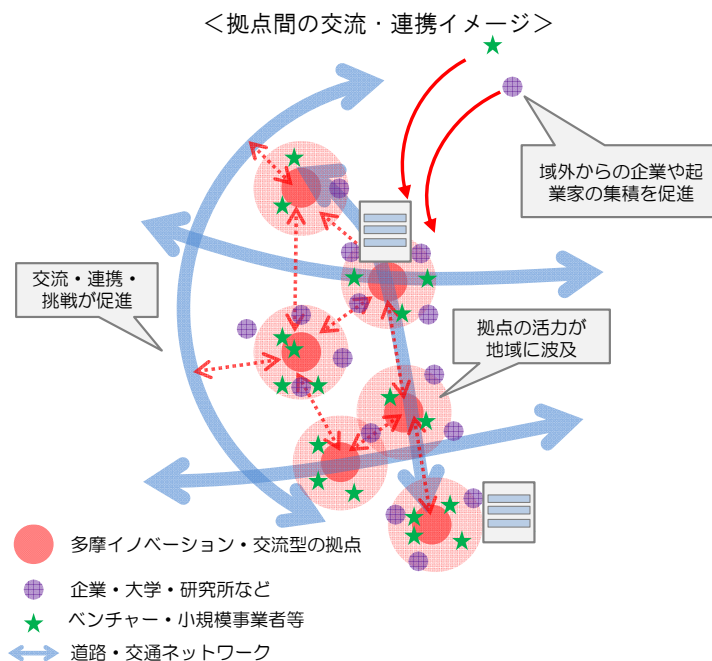 ＜拠点間の交流・連携イメージ＞
域外からの企業や起
業家の集積を促進
交流・連携・
挑戦が促進
拠点の活力が
地域に波及
多摩イノベーション・交流型の拠点
企業・大学・研究所など
ベンチャー・小規模事業者等
道路・交通ネットワーク